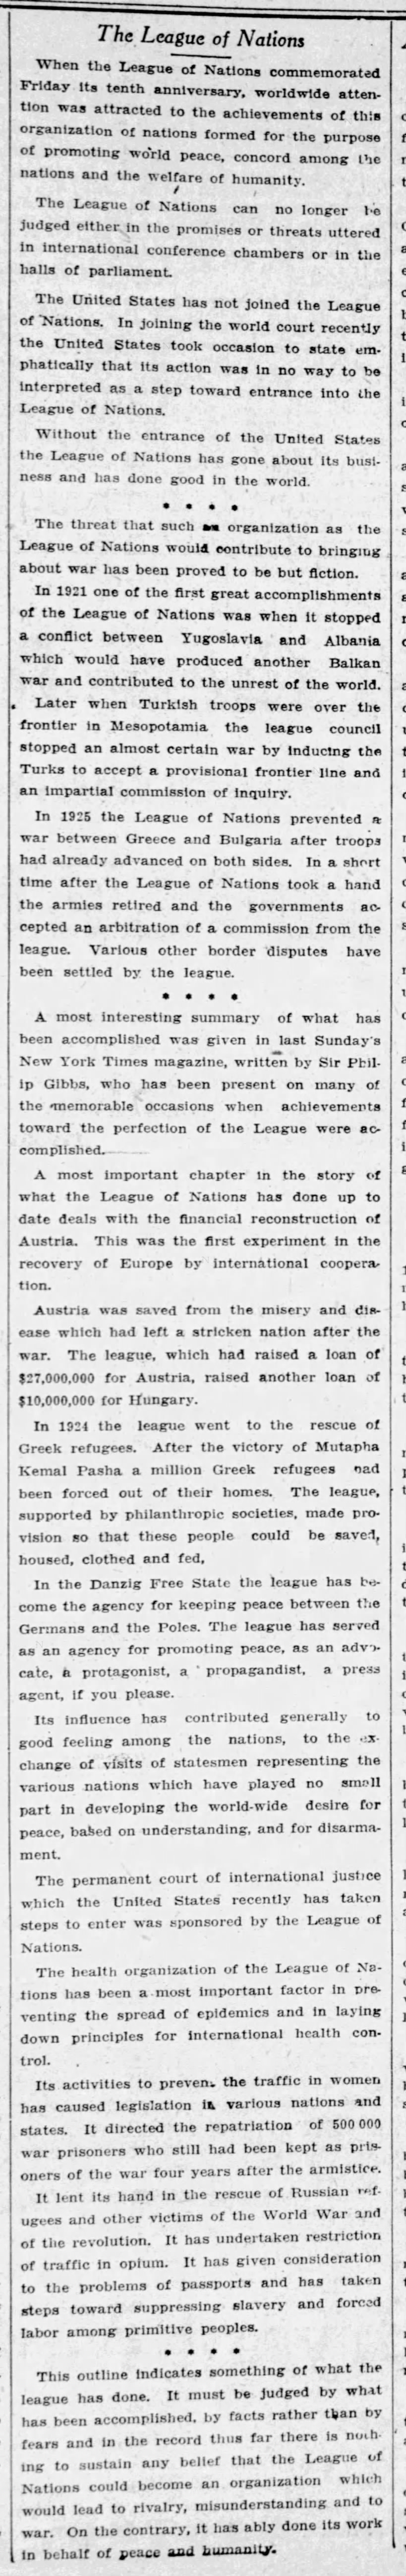 The League of Nations
When the League of Nations commemorated
Friday its tenth anniversary, worldwide atten-
tion was attracted to the achievements of this
organization of nations formed for the purpose
of promoting world peace, concord among the
nations and the welfare of humanity.
The League of Nations can no longer be
judged either in the promises or threats uttered
in international conference chambers or in the
halls of parliament.
The United States has not joined the League
of Nations. In joining the world court recently
the United States took occasion to state em-
phatically that its action was in no way to be
interpreted as a step toward entrance into the
League of Nations.
Without the entrance of the United States
the League of Nations has gone about its busi-
ness and has done good in the world.
* * * *
The threat that such an organization as the
League of Nations would contribute to bringing
about war has been proved to be but fiction.
In 1921 one of the first great accomplishments
of the League of Nations was when it stopped
a conflict between Yugoslavia and Albania
which would have produced another Balkan
war and contributed to the unrest of the world.
Later when Turkish troops were over the
frontier in Mesopotamia the league council
stopped an almost certain war by inducing the
Turks to accept a provisional frontier line and
an impartial commission of inquiry.
In 1925 the League of Nations prevented a
war between Greece and Bulgaria after troops
had already advanced on both sides. In a short
time after the League of Nations took a hand
the armies retired and the governments ac-
cepted an arbitration of a commission from the
league. Various other border disputes have
been settled by the league.
* * * *
A most interesting summary of what has
been accomplished was given in last Sunday's
New York Times magazine, written by Sir Phil-
ip Gibbs, who has been present on many of
the memorable occasions when achievements
toward the perfection of the League were ac-
complished.
A most important chapter in the story of
what the League of Nations has done up to
date deals with the financial reconstruction of
Austria. This was the first experiment in the
recovery of Europe by international coopera-
tion.
Austria was saved from the misery and dis-
ease which had left a stricken nation after the
war. The league, which had raised a loan of
$27,000,000 for Austria, raised another loan of
$10,000,000 for Hungary.
In 1924 the league went to the rescue of
Greek refugees. After the victory of Mutapha
Kemal Pasha a million Greek refugees had
been forced out of their homes. The league,
supported by philanthropic societies, made pro-
vision so that these people could be saved,
housed, clothed and fed,
In the Danzig Free State the league has be-
come the agency for keeping peace between the
Germans and the Poles. The league has served
as an agency for promoting peace, as an advo-
cate, a protagonist, a propagandist, a press
agent, if you please.
Its influence has contributed generally to
good feeling among the nations, to the ex-
change of visits of statesmen representing the
various nations which have played no small
part in developing the world-wide desire for
peace, based on understanding, and for disarma-
ment.
The permanent court of international justice
which the United States recently has taken
steps to enter was sponsored by the League of
Nations.
The health organization of the League of Na-
tions has been a most important factor in pre-
venting the spread of epidemics and in laying
down principles for international health con-
trol.
Its activities to prevent the traffic in women
has caused legislation in various nations and
states. It directed the repatriation of 500 000
war prisoners who still had been kept as pris-
oners of the war four years after the armistice.
It lent its hand in the rescue of Russian ref-
ugees and other victims of the World War and
of the revolution. It has undertaken restriction
of traffic in opium. It has given consideration
to the problems of passports and has taken
steps toward suppressing slavery and forced
labor among primitive peoples.
* * * *
This outline indicates something of what the
league has done. It must be judged by what
has been accomplished, by facts rather than by
fears and in the record thus far there is noth-
ing to sustain any belief that the League of
Nations could become an organization which
would lead to rivalry, misunderstanding and to
war. On the contrary, it has ably done its work
in behalf of peace and humanity.